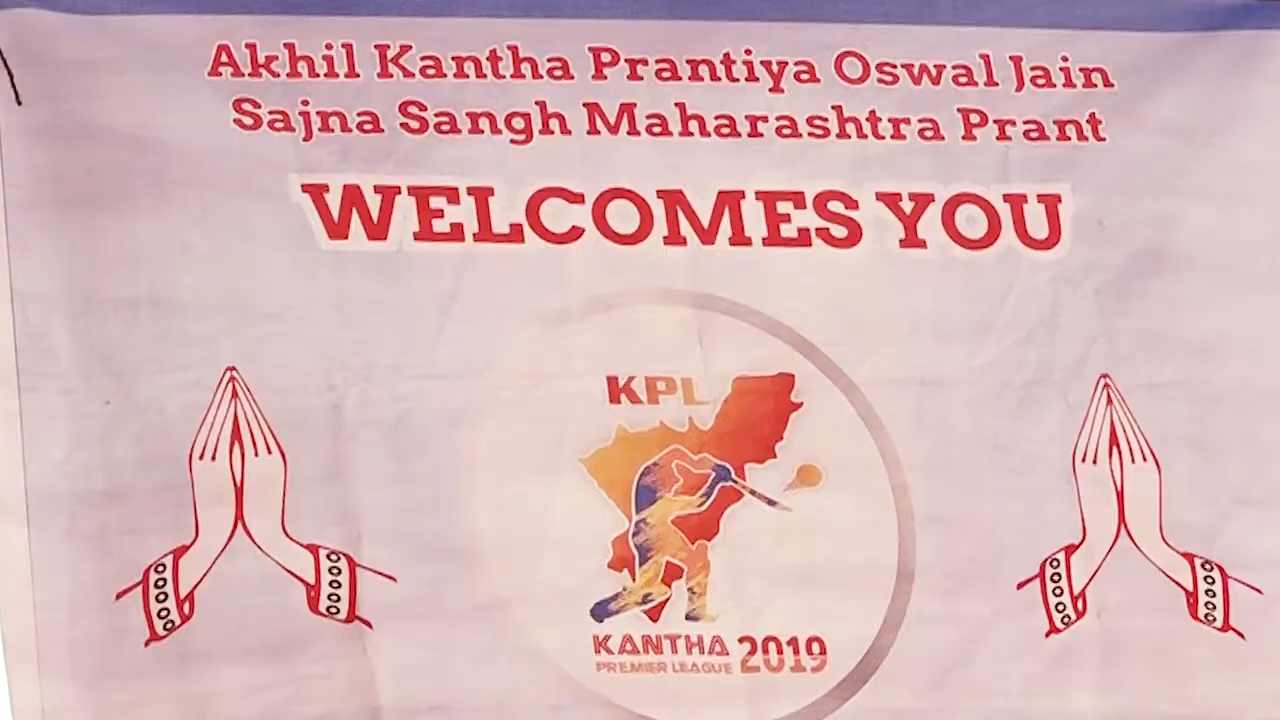 Akhil Kantha Prantiya Oswal Jain
Sajna Sangh Maharashtra Prant
WELCOMES YOU
KPL
KANTHA 2019
PREMIER LEAGUE